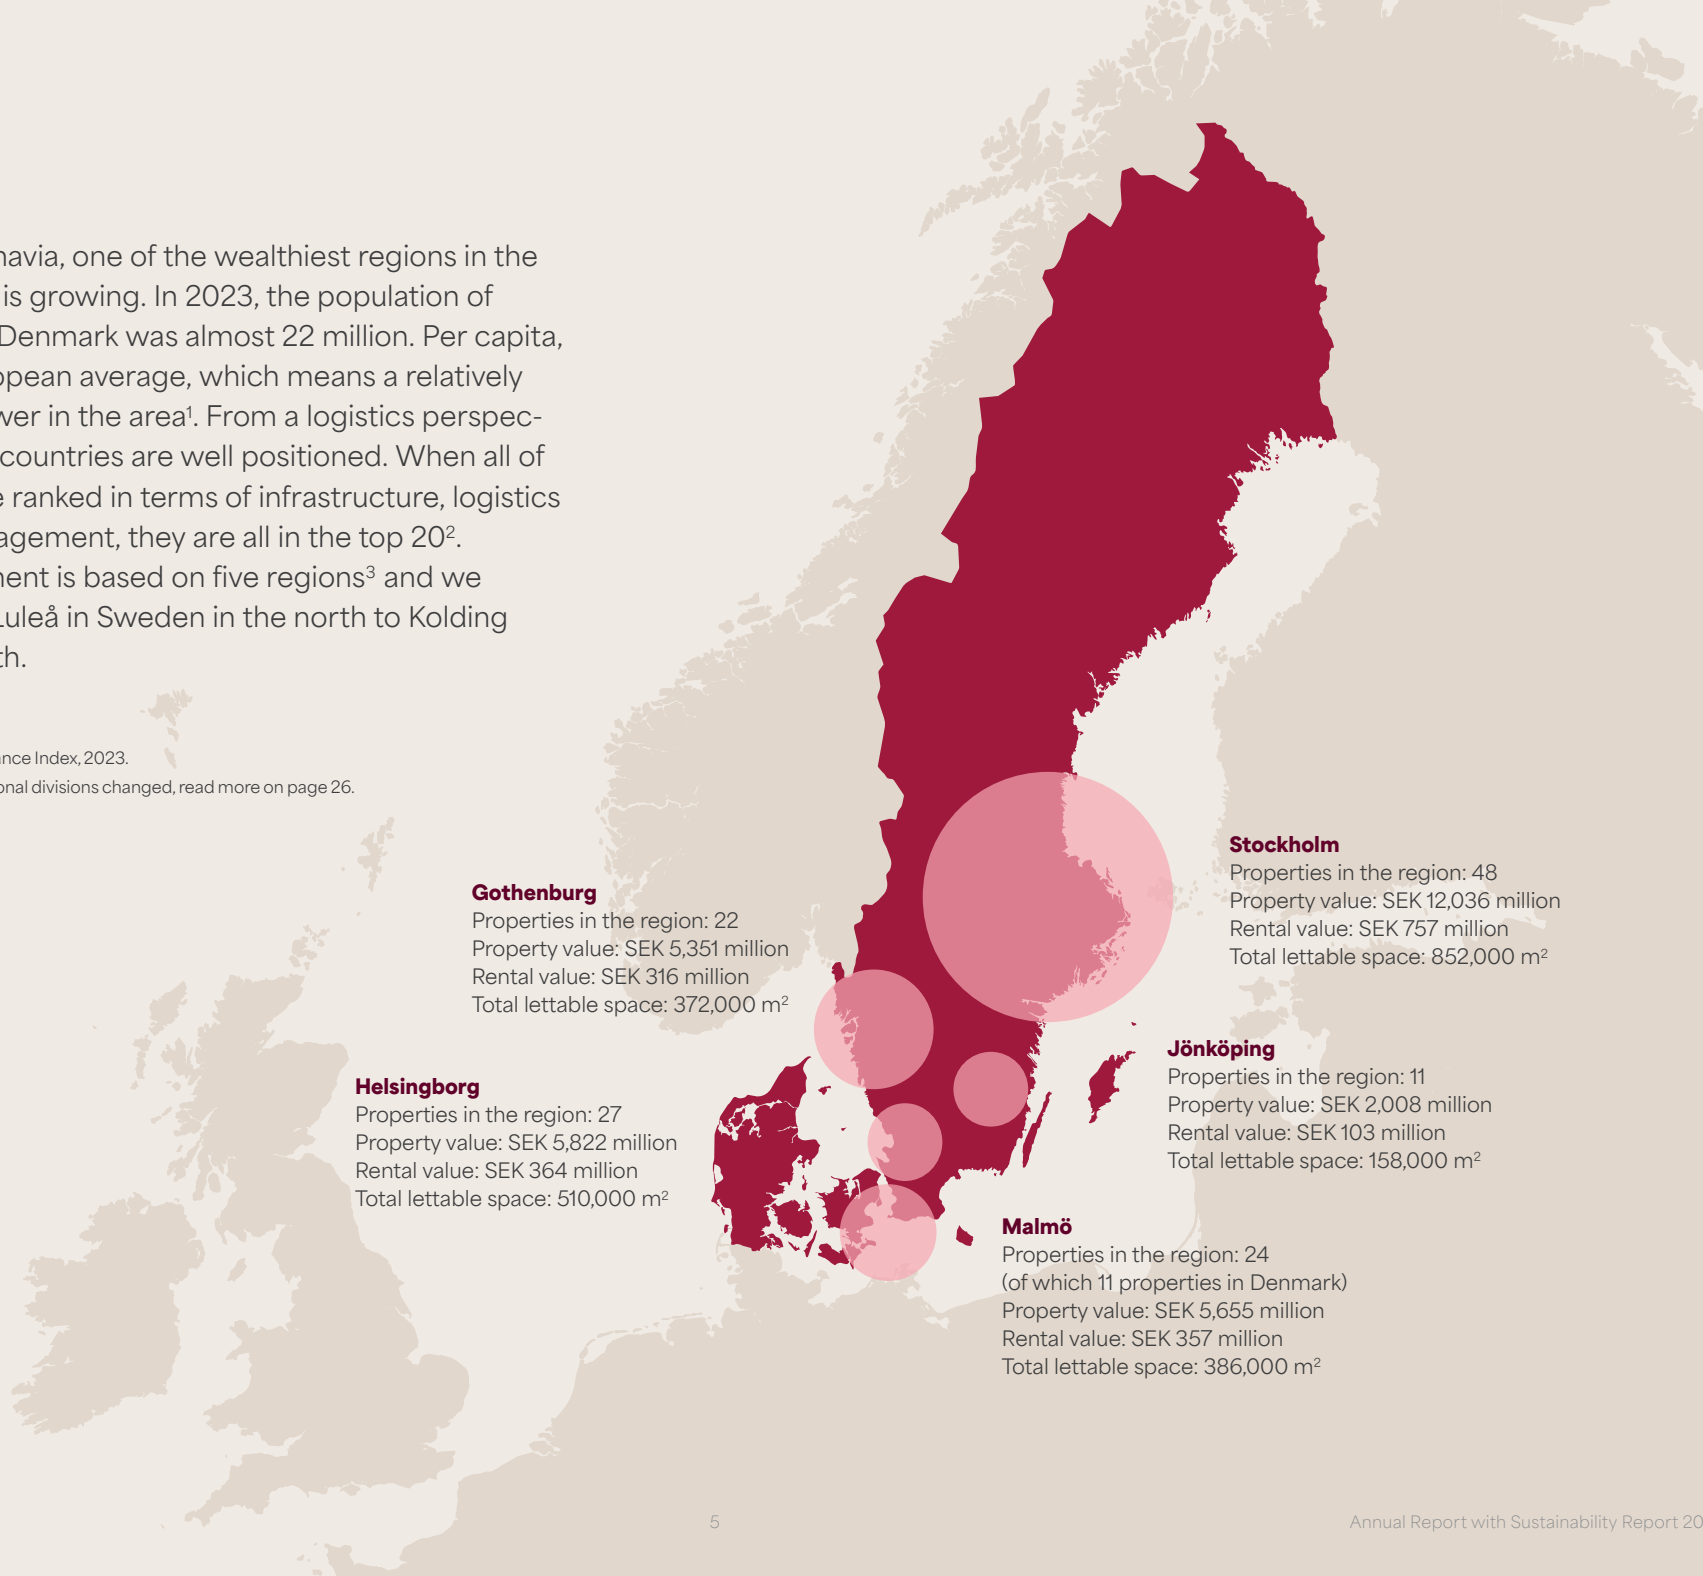 navia, one of the wealthiest regions in the
is growing. In 2023, the population of
Denmark was almost 22 million. Per capita,
opean average, which means a relatively
wer in the area¹. From a logistics perspec-
countries are well positioned. When all of
e ranked in terms of infrastructure, logistics
agement, they are all in the top 20².
nent is based on five regions³ and we
Luleå in Sweden in the north to Kolding
th.
ance Index, 2023.
onal divisions changed, read more on page 26.
Stockholm
Properties in the region: 48
Property value: SEK 12,036 million
Rental value: SEK 757 million
Total lettable space: 852,000 m²
Gothenburg
Properties in the region: 22
Property value: SEK 5,351 million
Rental value: SEK 316 million
Total lettable space: 372,000 m²
Jönköping
Properties in the region: 11
Property value: SEK 2,008 million
Rental value: SEK 103 million
Total lettable space: 158,000 m²
Helsingborg
Properties in the region: 27
Property value: SEK 5,822 million
Rental value: SEK 364 million
Total lettable space: 510,000 m²
Malmö
Properties in the region: 24
(of which 11 properties in Denmark)
Property value: SEK 5,655 million
Rental value: SEK 357 million
Total lettable space: 386,000 m²
5
Annual Report with Sustainability Report 20